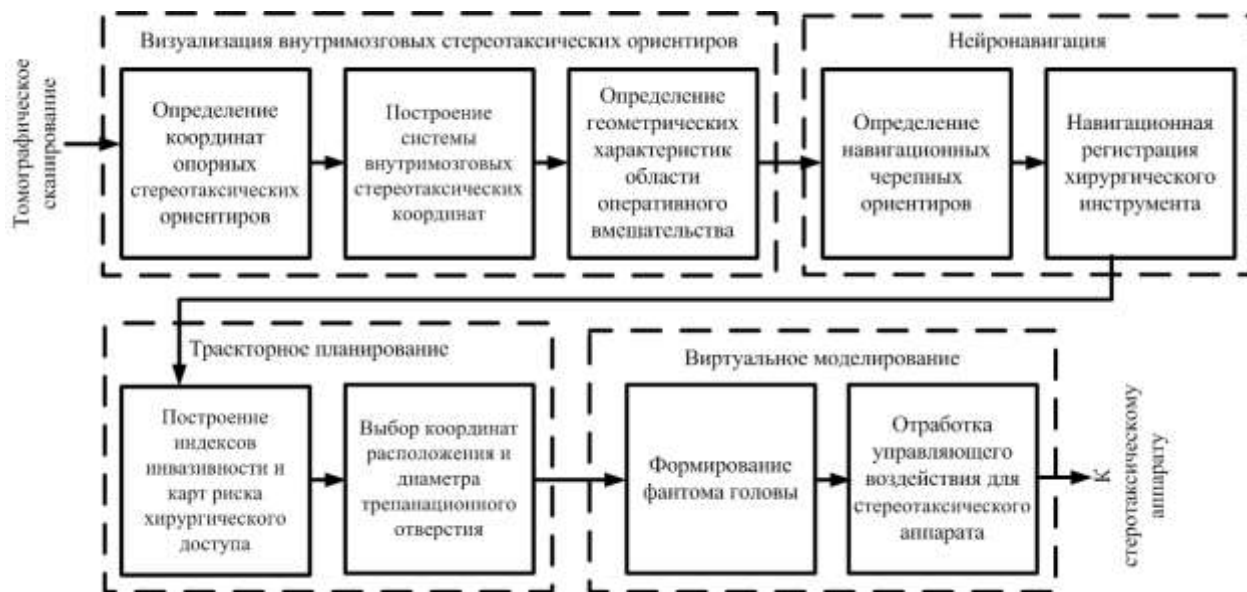 Томографическое
сканирование
Визуализация внутримозговых стереотаксических ориентиров
Определение
координат
опорных
стереотаксических
ориентиров
Построение
системы
внутримозговых
стереотаксических
координат
Определение
геометрических
характеристик
области
оперативного
вмешательства
Нейронавигация
Определение
навигационных
черепных
ориентиров
Навигационная
регистрация
хирургического
инструмента
Траекторное планирование
Построение
индексов
инвазивности и
карт риска
хирургического
доступа
Выбор координат
расположения и
диаметра
трепанационного
отверстия
Виртуальное моделирование
Формирование
фантома головы
Отработка
управляющего
воздействия для
стереотаксического
аппарата
К
стеротаксическому
аппарату